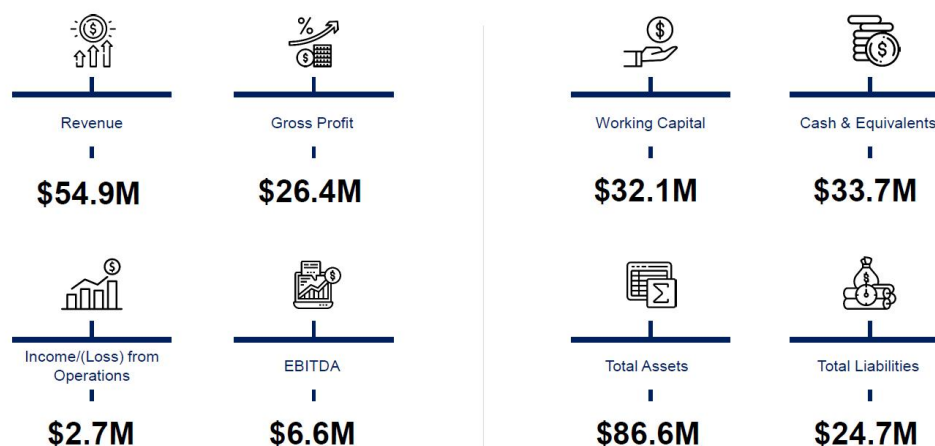 %
$
$
$
$
Revenue
Gross Profit
Working Capital
Cash & Equivalents
$54.9M
$26.4M
$32.1M
$33.7M
$
$
Σ
$
Income/(Loss) from
Operations
EBITDA
Total Assets
Total Liabilities
$2.7M
$6.6M
$86.6M
$24.7M